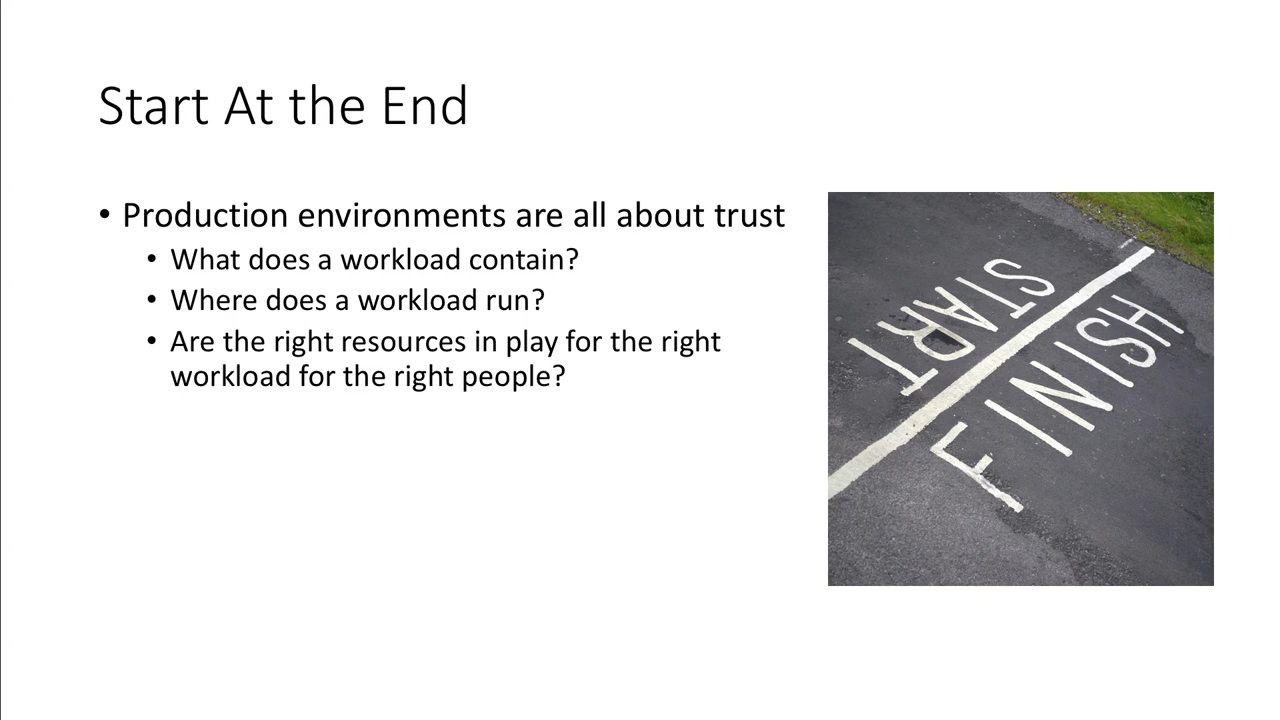 Start At the End
• Production environments are all about trust
• What does a workload contain?
• Where does a workload run?
• Are the right resources in play for the right
workload for the right people?
START
FINISH